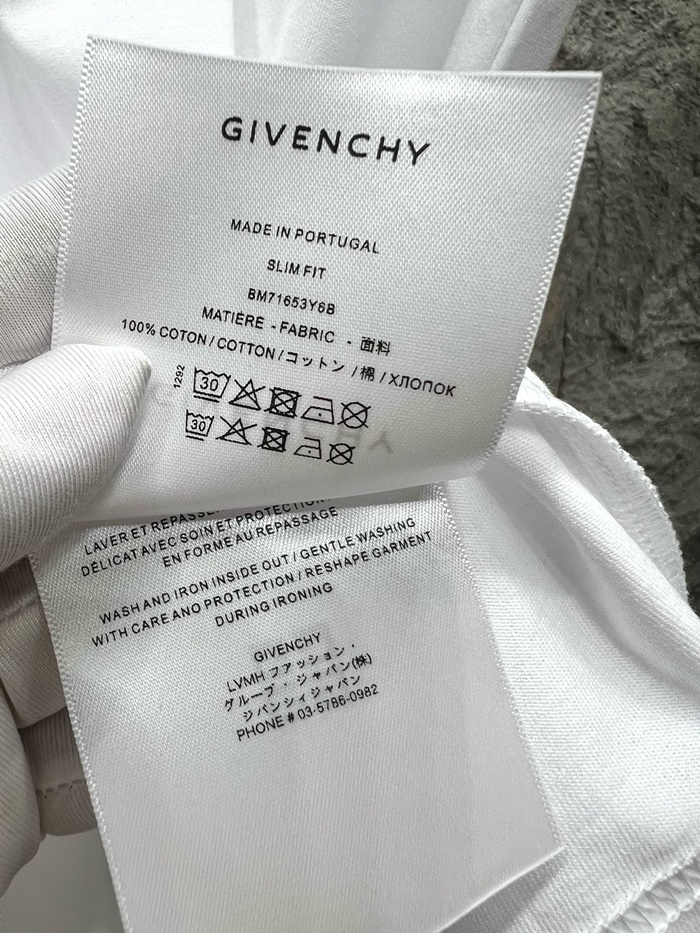 GIVENCHY
MADE IN PORTUGAL
SLIM FIT
BM71653Y6B
MATIÈRE - FABRIC - 面料
100% COTON / COTTON / コットン / 棉 / ХЛОПОК
1292
30
30
LAVER ET REPASSE
DÉLICAT AVEC SOIN ET PROTECTION
EN FORME AU REPASSAGE
WASH AND IRON INSIDE OUT / GENTLE WASHING
WITH CARE ANO PROTECTION / RESHAPE GARMENT
DURING IRONING
GIVENCHY
LVMH ファッション・
グループ・ジャパン(株)
ジバンシィジャパン
PHONE # 03-5786-0982